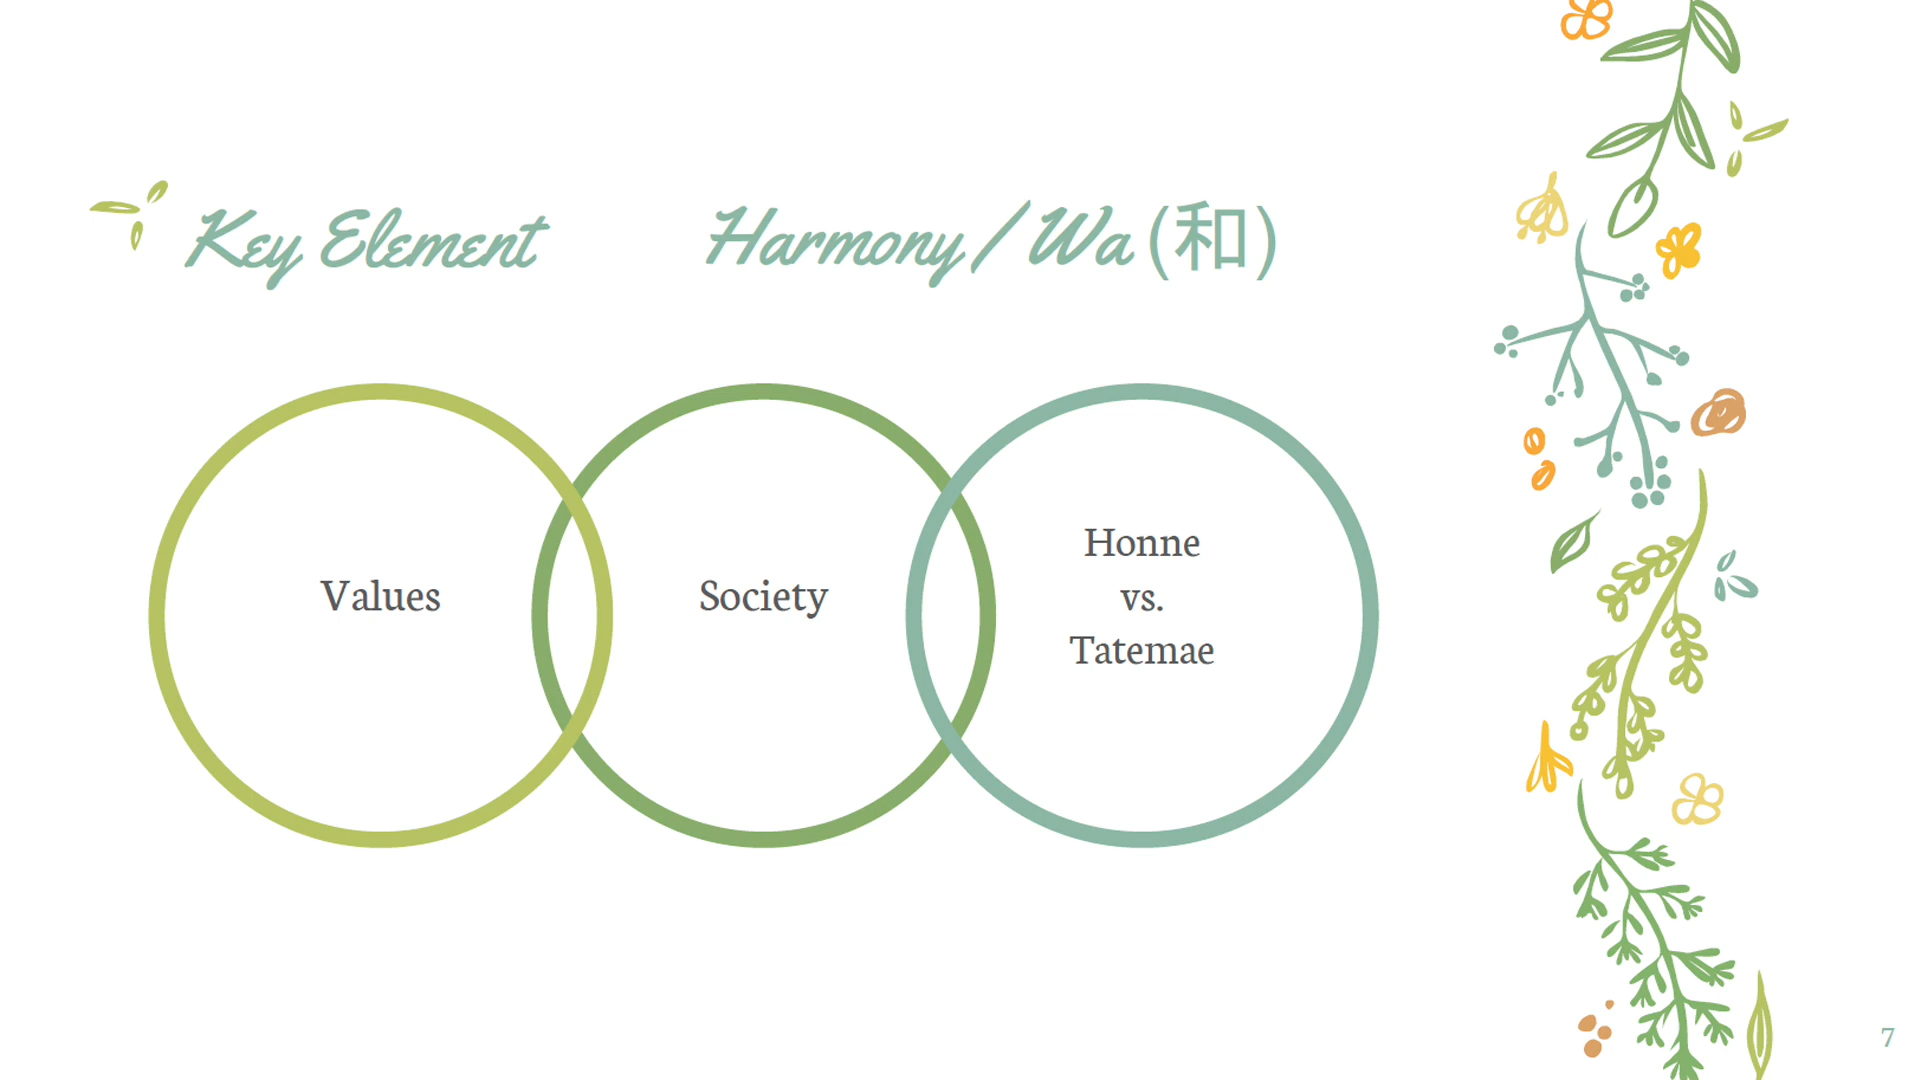 Key Element
Harmony/Wa (和)
Values
Society
Honne
vs.
Tatemae
7